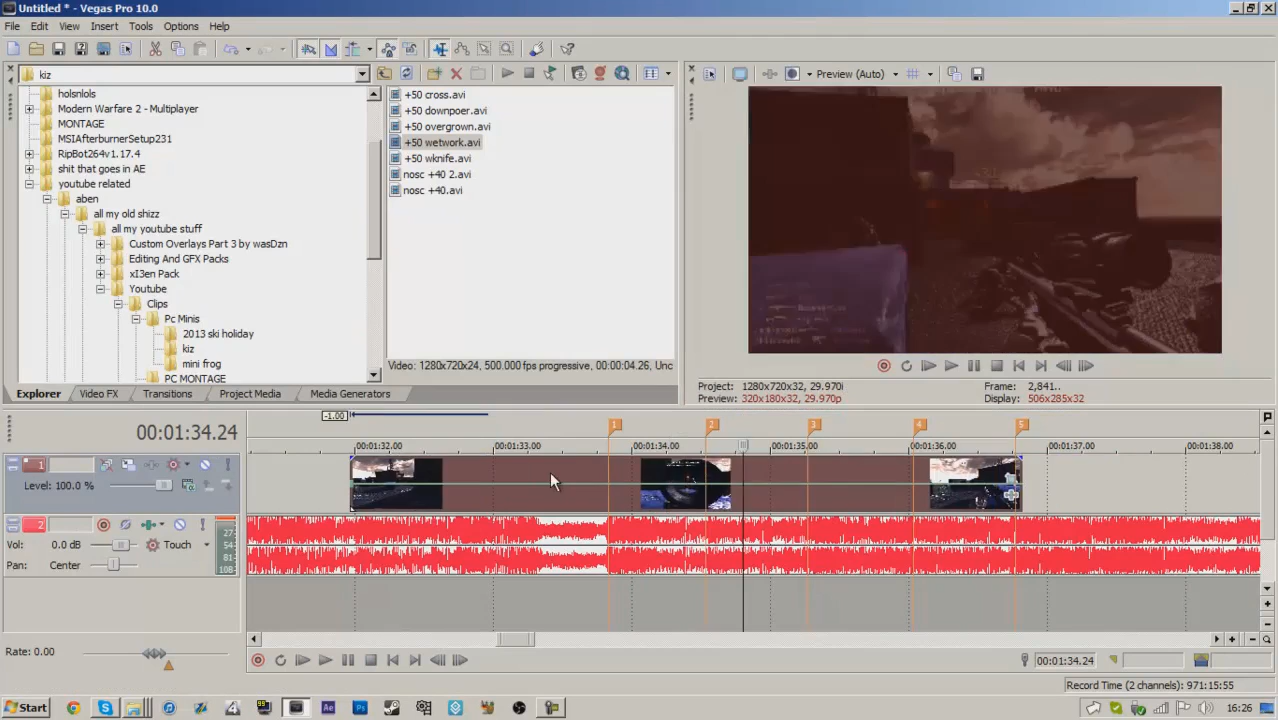 Untitled * - Vegas Pro 10.0
File Edit View Insert Tools Options Help
kiz
Preview (Auto)
holsnlols
Modern Warfare 2 - Multiplayer
MONTAGE
MSIAfterburnerSetup231
RipBot264v1.17.4
shit that goes in AE
youtube related
aben
all my old shizz
all my youtube stuff
Custom Overlays Part 3 by wasDzn
Editing And GFX Packs
xI3en Pack
Youtube
Clips
Pc Minis
2013 ski holiday
kiz
mini frog
PC MONTAGE
+50 cross.avi
+50 downpoer.avi
+50 overgrown.avi
+50 wetwork.avi
+50 wknife.avi
nosc +40 2.avi
nosc +40.avi
Video: 1280x720x24, 500.000 fps progressive, 00:00:04.26, Unc
Explorer Video FX Transitions Project Media Media Generators
Project: 1280x720x32, 29.970i Frame: 2,841..
Preview: 320x180x32, 29.970p Display: 506x285x32
-1.00
00:01:34.24
1 2 3 4 5
00:01:32.00 00:01:33.00 00:01:34.00 00:01:35.00 00:01:36.00 00:01:37.00 00:01:38.00
1
Level: 100.0 %
2
Vol: 0.0 dB Touch
Pan: Center
27
54
81
108
Rate: 0.00
00:01:34.24
Record Time (2 channels): 971:15:55
Start
16:26